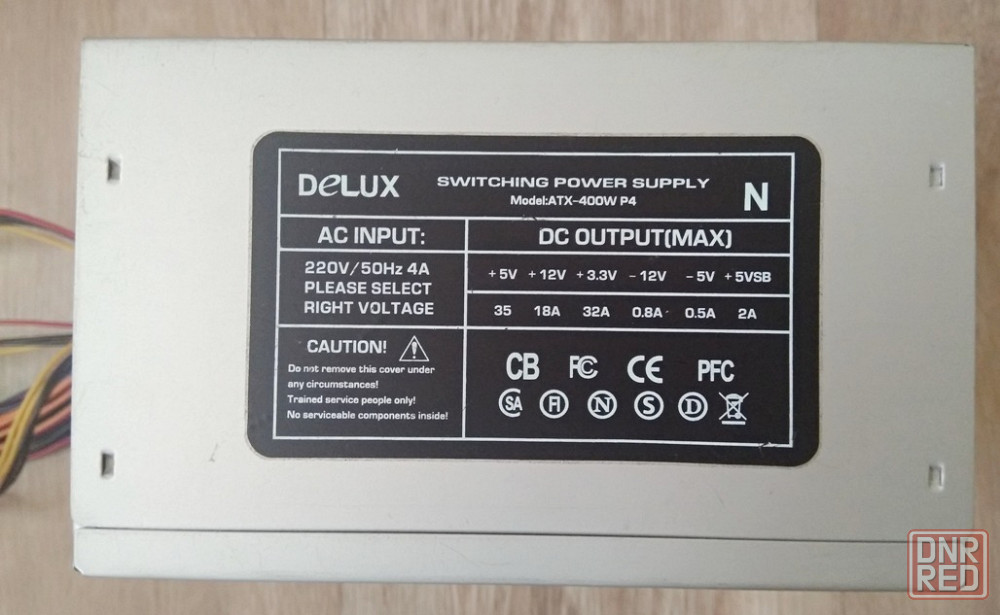 DeLUX
SWITCHING POWER SUPPLY
Model:ATX-400W P4
N
AC INPUT:
220V/50Hz 4A
PLEASE SELECT
RIGHT VOLTAGE
CAUTION!
Do not remove this cover under
any circumstances!
Trained service people only!
No serviceable components inside!
DC OUTPUT(MAX)
+5V +12V +3.3V -12V -5V +5VSB
35 18A 32A 0.8A 0.5A 2A
CB FC CE PFC
SA FI N S D
DNR
RED